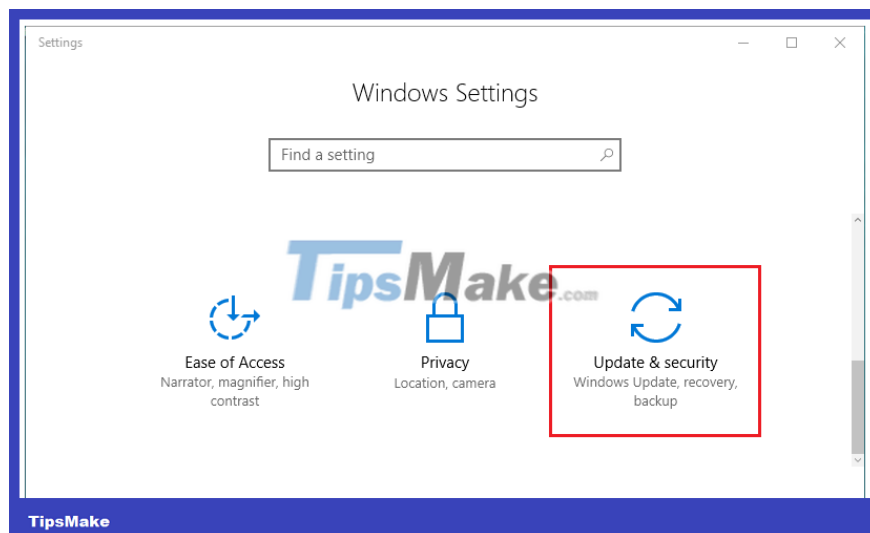 Settings
Windows Settings
Find a setting
TipsMake.com
Ease of Access
Narrator, magnifier, high
contrast
Privacy
Location, camera
Update & security
Windows Update, recovery,
backup
TipsMake